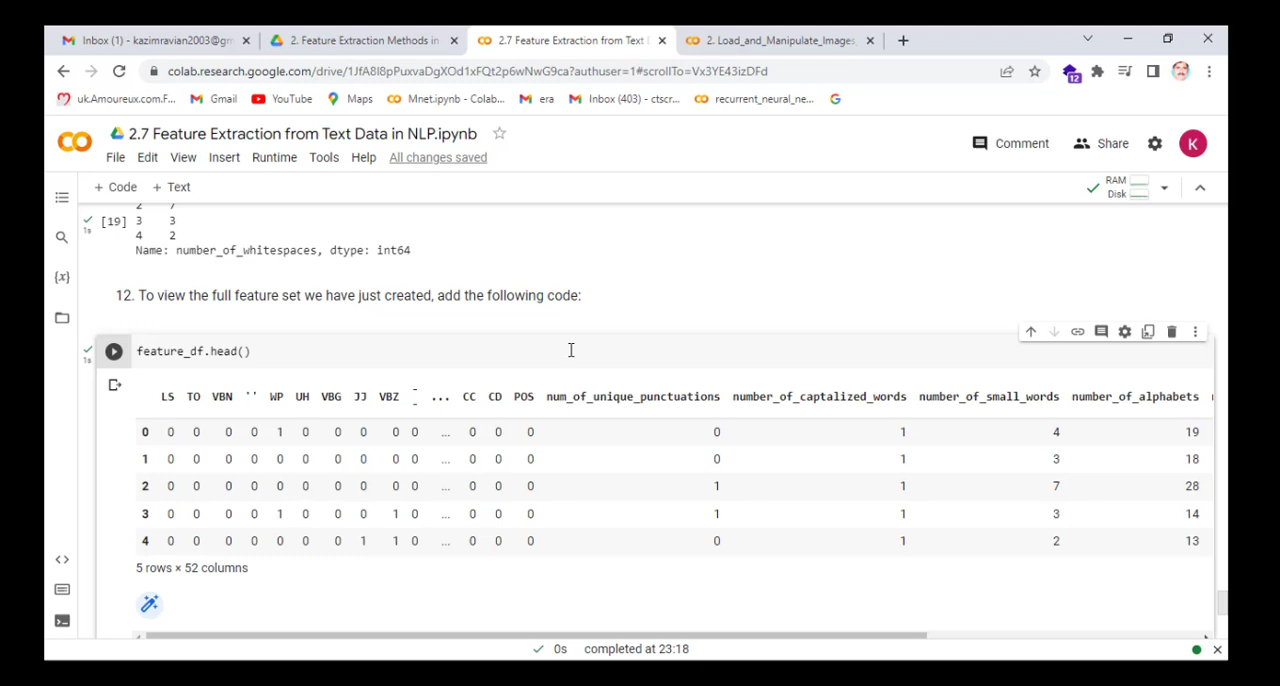 Inbox (1) - kazimravian2003@gm
2. Feature Extraction Methods in
2.7 Feature Extraction from Text
2. Load_and_Manipulate_Images,
colab.research.google.com/drive/1JfA8I8pPuxvaDgXOd1xFQt2p6wNwG9ca?authuser=1#scrollTo=Vx3YE43izDFd
12
uk.Amoureux.com.F... Gmail YouTube Maps Mnet.ipynb - Colab... era Inbox (403) - ctscr... recurrent_neural_ne...
2.7 Feature Extraction from Text Data in NLP.ipynb
File Edit View Insert Runtime Tools Help All changes saved
Comment Share K
+ Code + Text
RAM
Disk
2 7
[19] 3 3
1s
4 2
Name: number_of_whitespaces, dtype: int64
{x}
12. To view the full feature set we have just created, add the following code:
feature_df.head()
1s
LS TO VBN '' WP UH VBG JJ VBZ -- ... CC CD POS num_of_unique_punctuations number_of_captalized_words number_of_small_words number_of_alphabets
0 0 0 0 0 1 0 0 0 0 0 ... 0 0 0 0 1 4 19
1 0 0 0 0 0 0 0 0 0 0 ... 0 0 0 0 1 3 18
2 0 0 0 0 0 0 0 0 0 0 ... 0 0 0 1 1 7 28
3 0 0 0 0 1 0 0 0 1 0 ... 0 0 0 1 1 3 14
4 0 0 0 0 0 0 0 1 1 0 ... 0 0 0 0 1 2 13
5 rows × 52 columns
0s completed at 23:18